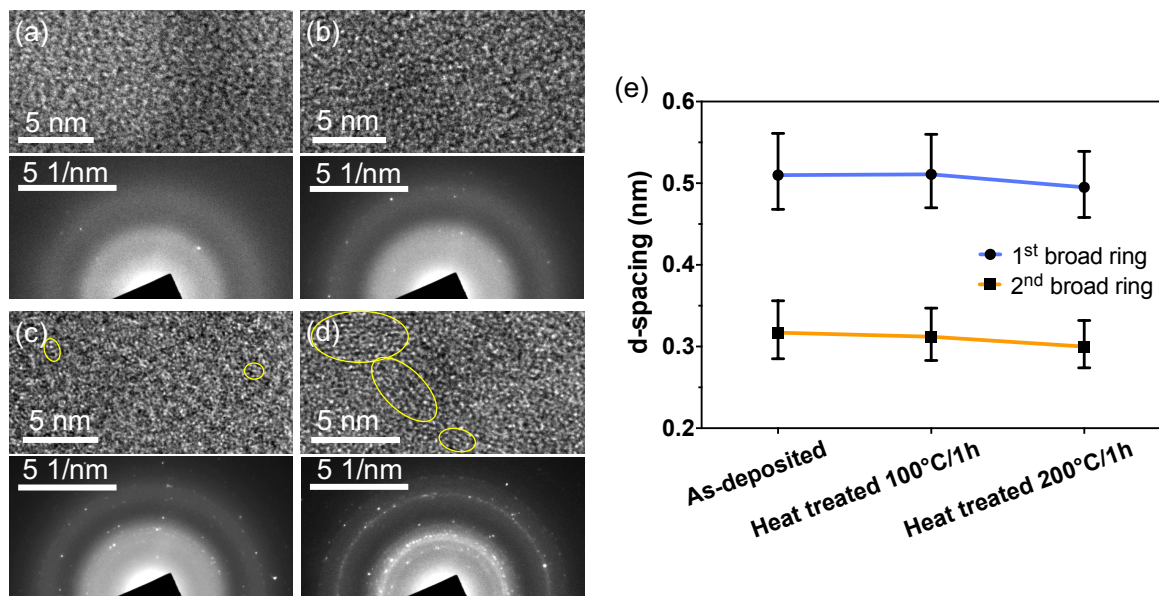 (a)
5 nm
5 1/nm
(b)
5 nm
5 1/nm
(c)
5 nm
5 1/nm
(d)
5 nm
5 1/nm
(e)
d-spacing (nm)
0.6
0.5
0.4
0.3
0.2
1st broad ring
2nd broad ring
As-deposited
Heat treated 100°C/1h
Heat treated 200°C/1h